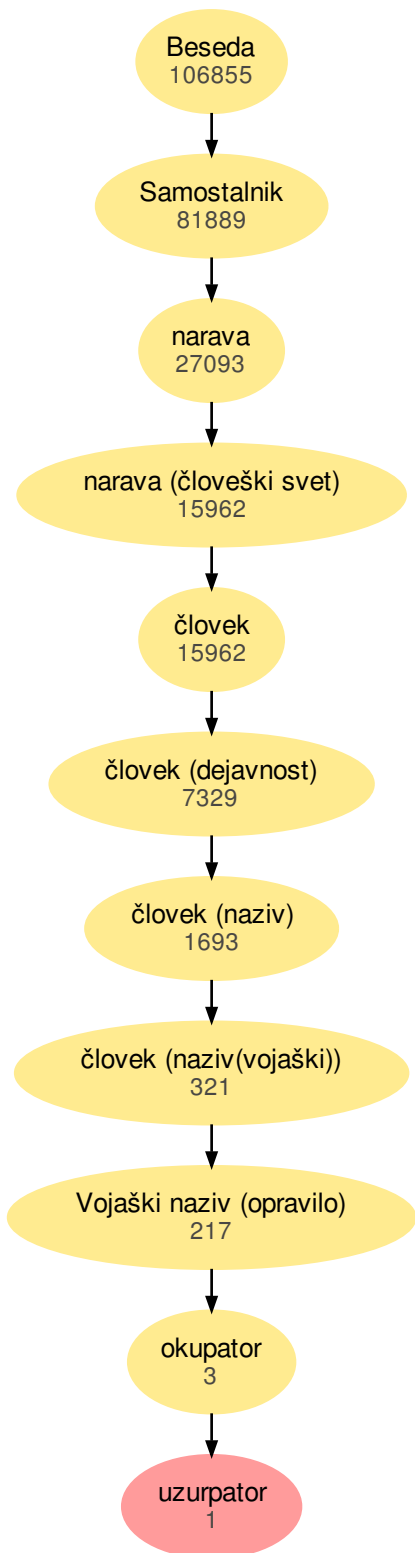 Beseda
106855
Samostalnik
81889
narava
27093
narava (človeški svet)
15962
človek
15962
človek (dejavnost)
7329
človek (naziv)
1693
človek (naziv(vojaški))
321
Vojaški naziv (opravilo)
217
okupator
3
uzurpator
1